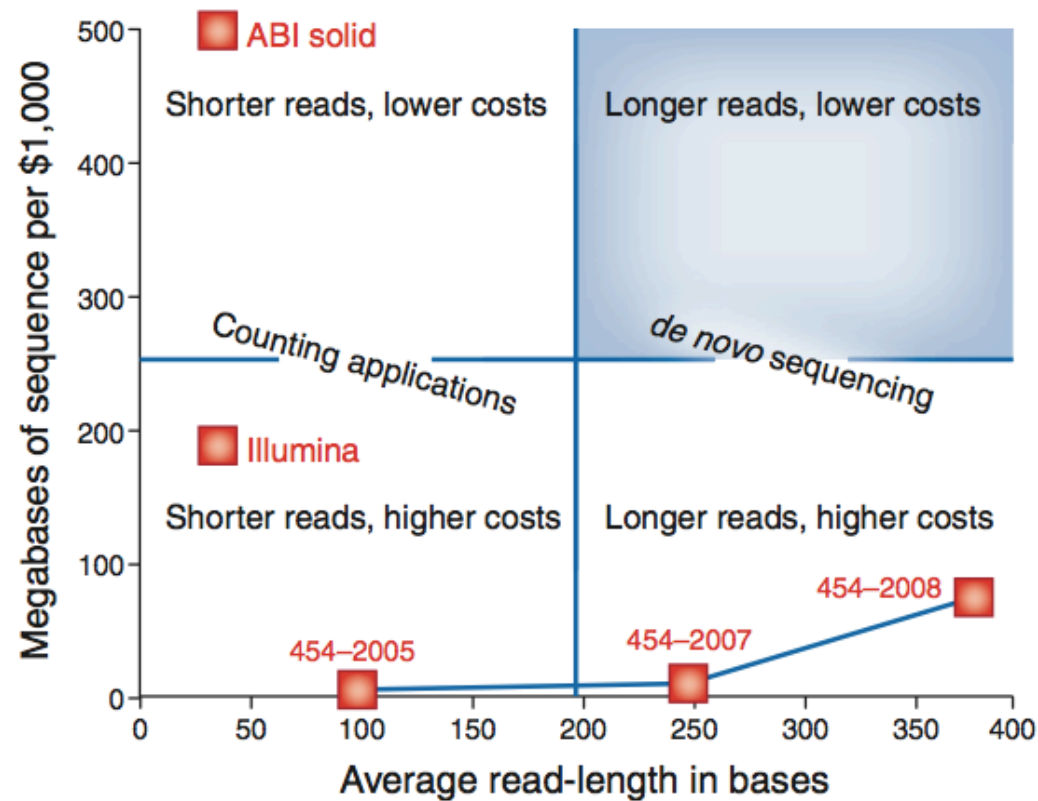 Megabases of sequence per $1,000
500
ABI solid
Shorter reads, lower costs
Longer reads, lower costs
400
300
Counting applications
de novo sequencing
200
Illumina
Shorter reads, higher costs
Longer reads, higher costs
100
454–2008
454–2007
454–2005
0
0 50 100 150 200 250 300 350 400
Average read-length in bases